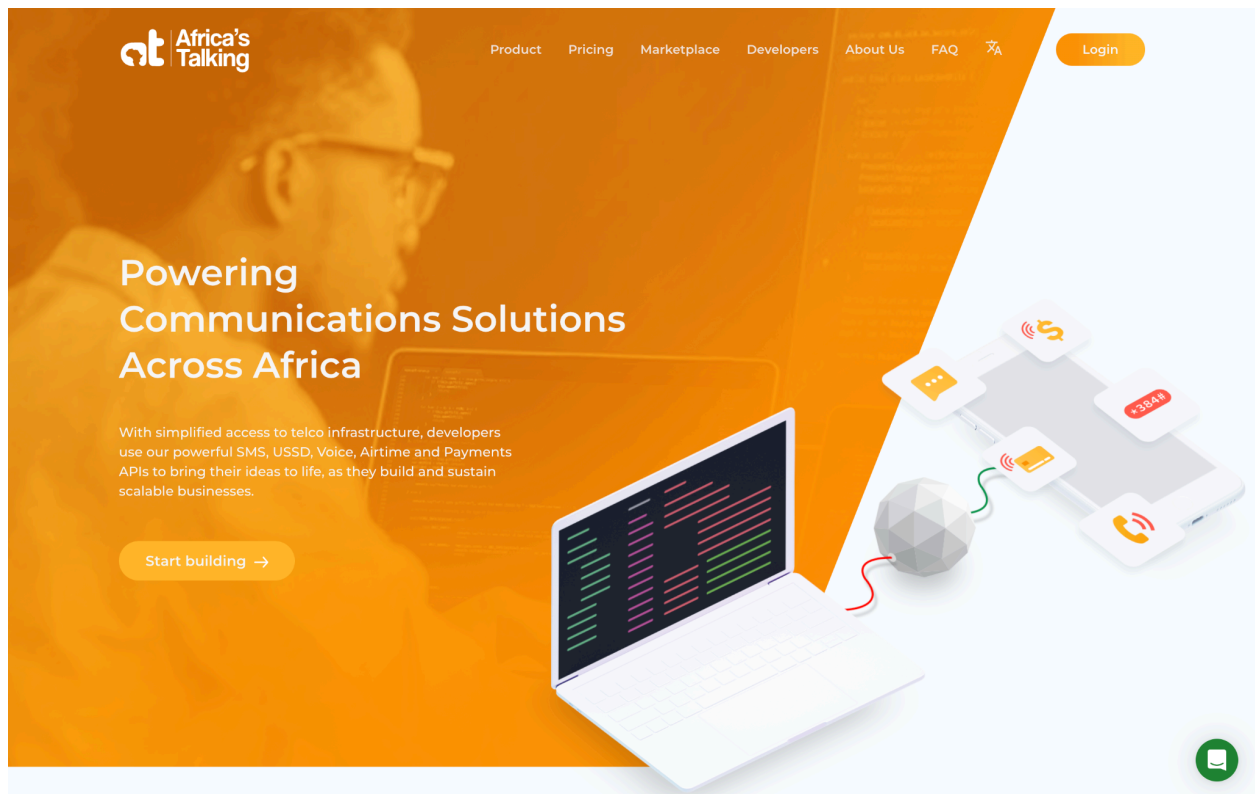 Africa's
Talking
Product Pricing Marketplace Developers About Us FAQ
Login
Powering
Communications Solutions
Across Africa
With simplified access to telco infrastructure, developers
use our powerful SMS, USSD, Voice, Airtime and Payments
APIs to bring their ideas to life, as they build and sustain
scalable businesses.
Start building →
*384#